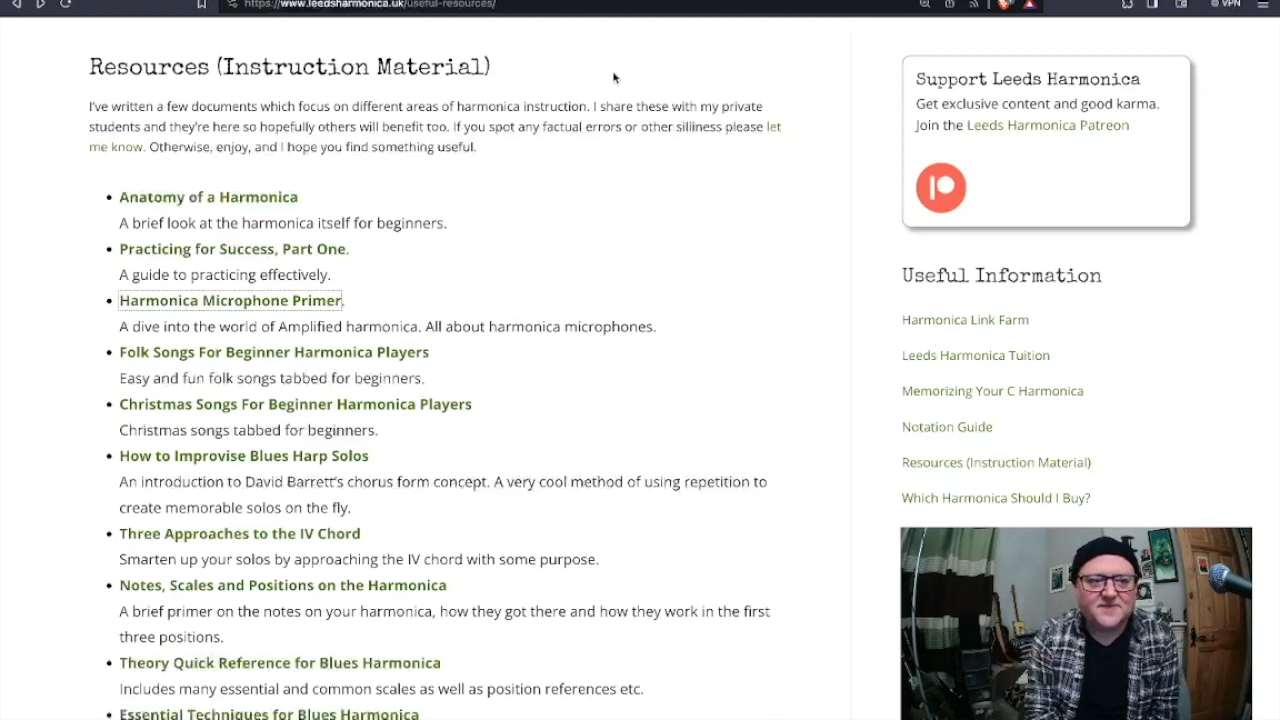 https://www.leedsharmonica.uk/useful-resources/
VPN
Resources (Instruction Material)
I've written a few documents which focus on different areas of harmonica instruction. I share these with my private
students and they're here so hopefully others will benefit too. If you spot any factual errors or other silliness please let
me know. Otherwise, enjoy, and I hope you find something useful.
• Anatomy of a Harmonica
A brief look at the harmonica itself for beginners.
• Practicing for Success, Part One.
A guide to practicing effectively.
• Harmonica Microphone Primer.
A dive into the world of Amplified harmonica. All about harmonica microphones.
• Folk Songs For Beginner Harmonica Players
Easy and fun folk songs tabbed for beginners.
• Christmas Songs For Beginner Harmonica Players
Christmas songs tabbed for beginners.
• How to Improvise Blues Harp Solos
An introduction to David Barrett's chorus form concept. A very cool method of using repetition to
create memorable solos on the fly.
• Three Approaches to the IV Chord
Smarten up your solos by approaching the IV chord with some purpose.
• Notes, Scales and Positions on the Harmonica
A brief primer on the notes on your harmonica, how they got there and how they work in the first
three positions.
• Theory Quick Reference for Blues Harmonica
Includes many essential and common scales as well as position references etc.
• Essential Techniques for Blues Harmonica
Support Leeds Harmonica
Get exclusive content and good karma.
Join the Leeds Harmonica Patreon
Useful Information
Harmonica Link Farm
Leeds Harmonica Tuition
Memorizing Your C Harmonica
Notation Guide
Resources (Instruction Material)
Which Harmonica Should I Buy?